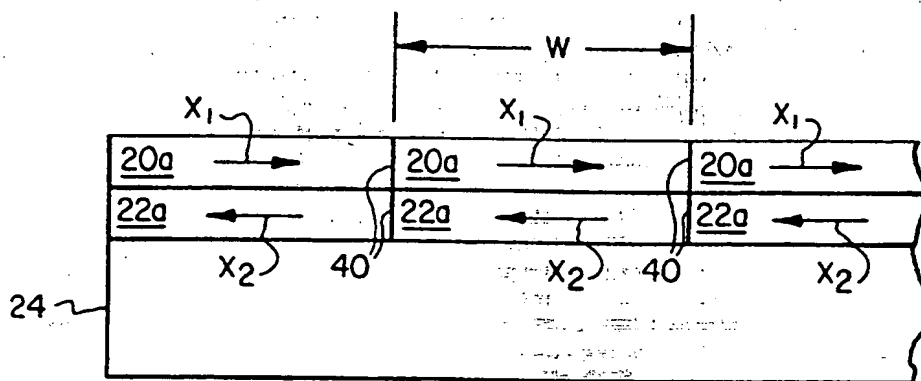 W
X₁ X₁ X₁
20a 20a 20a
22a 22a 22a
X₂ 40 X₂ 40 X₂
24